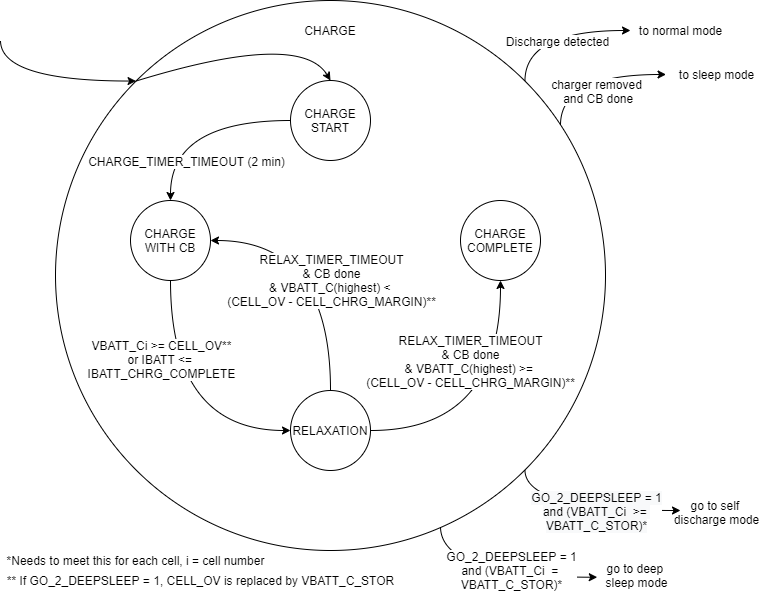 CHARGE
Discharge detected
to normal mode
charger removed
and CB done
to sleep mode
CHARGE
START
CHARGE_TIMER_TIMEOUT (2 min)
CHARGE
WITH CB
CHARGE
COMPLETE
RELAX_TIMER_TIMEOUT
& CB done
& VBATT_C(highest) <
(CELL_OV - CELL_CHRG_MARGIN)**
VBATT_Ci >= CELL_OV**
or IBATT <=
IBATT_CHRG_COMPLETE
RELAX_TIMER_TIMEOUT
& CB done
& VBATT_C(highest) >=
(CELL_OV - CELL_CHRG_MARGIN)**
RELAXATION
GO_2_DEEPSLEEP = 1
and (VBATT_Ci >=
VBATT_C_STOR)*
go to self
discharge mode
GO_2_DEEPSLEEP = 1
and (VBATT_Ci =
VBATT_C_STOR)*
go to deep
sleep mode
*Needs to meet this for each cell, i = cell number
** If GO_2_DEEPSLEEP = 1, CELL_OV is replaced by VBATT_C_STOR